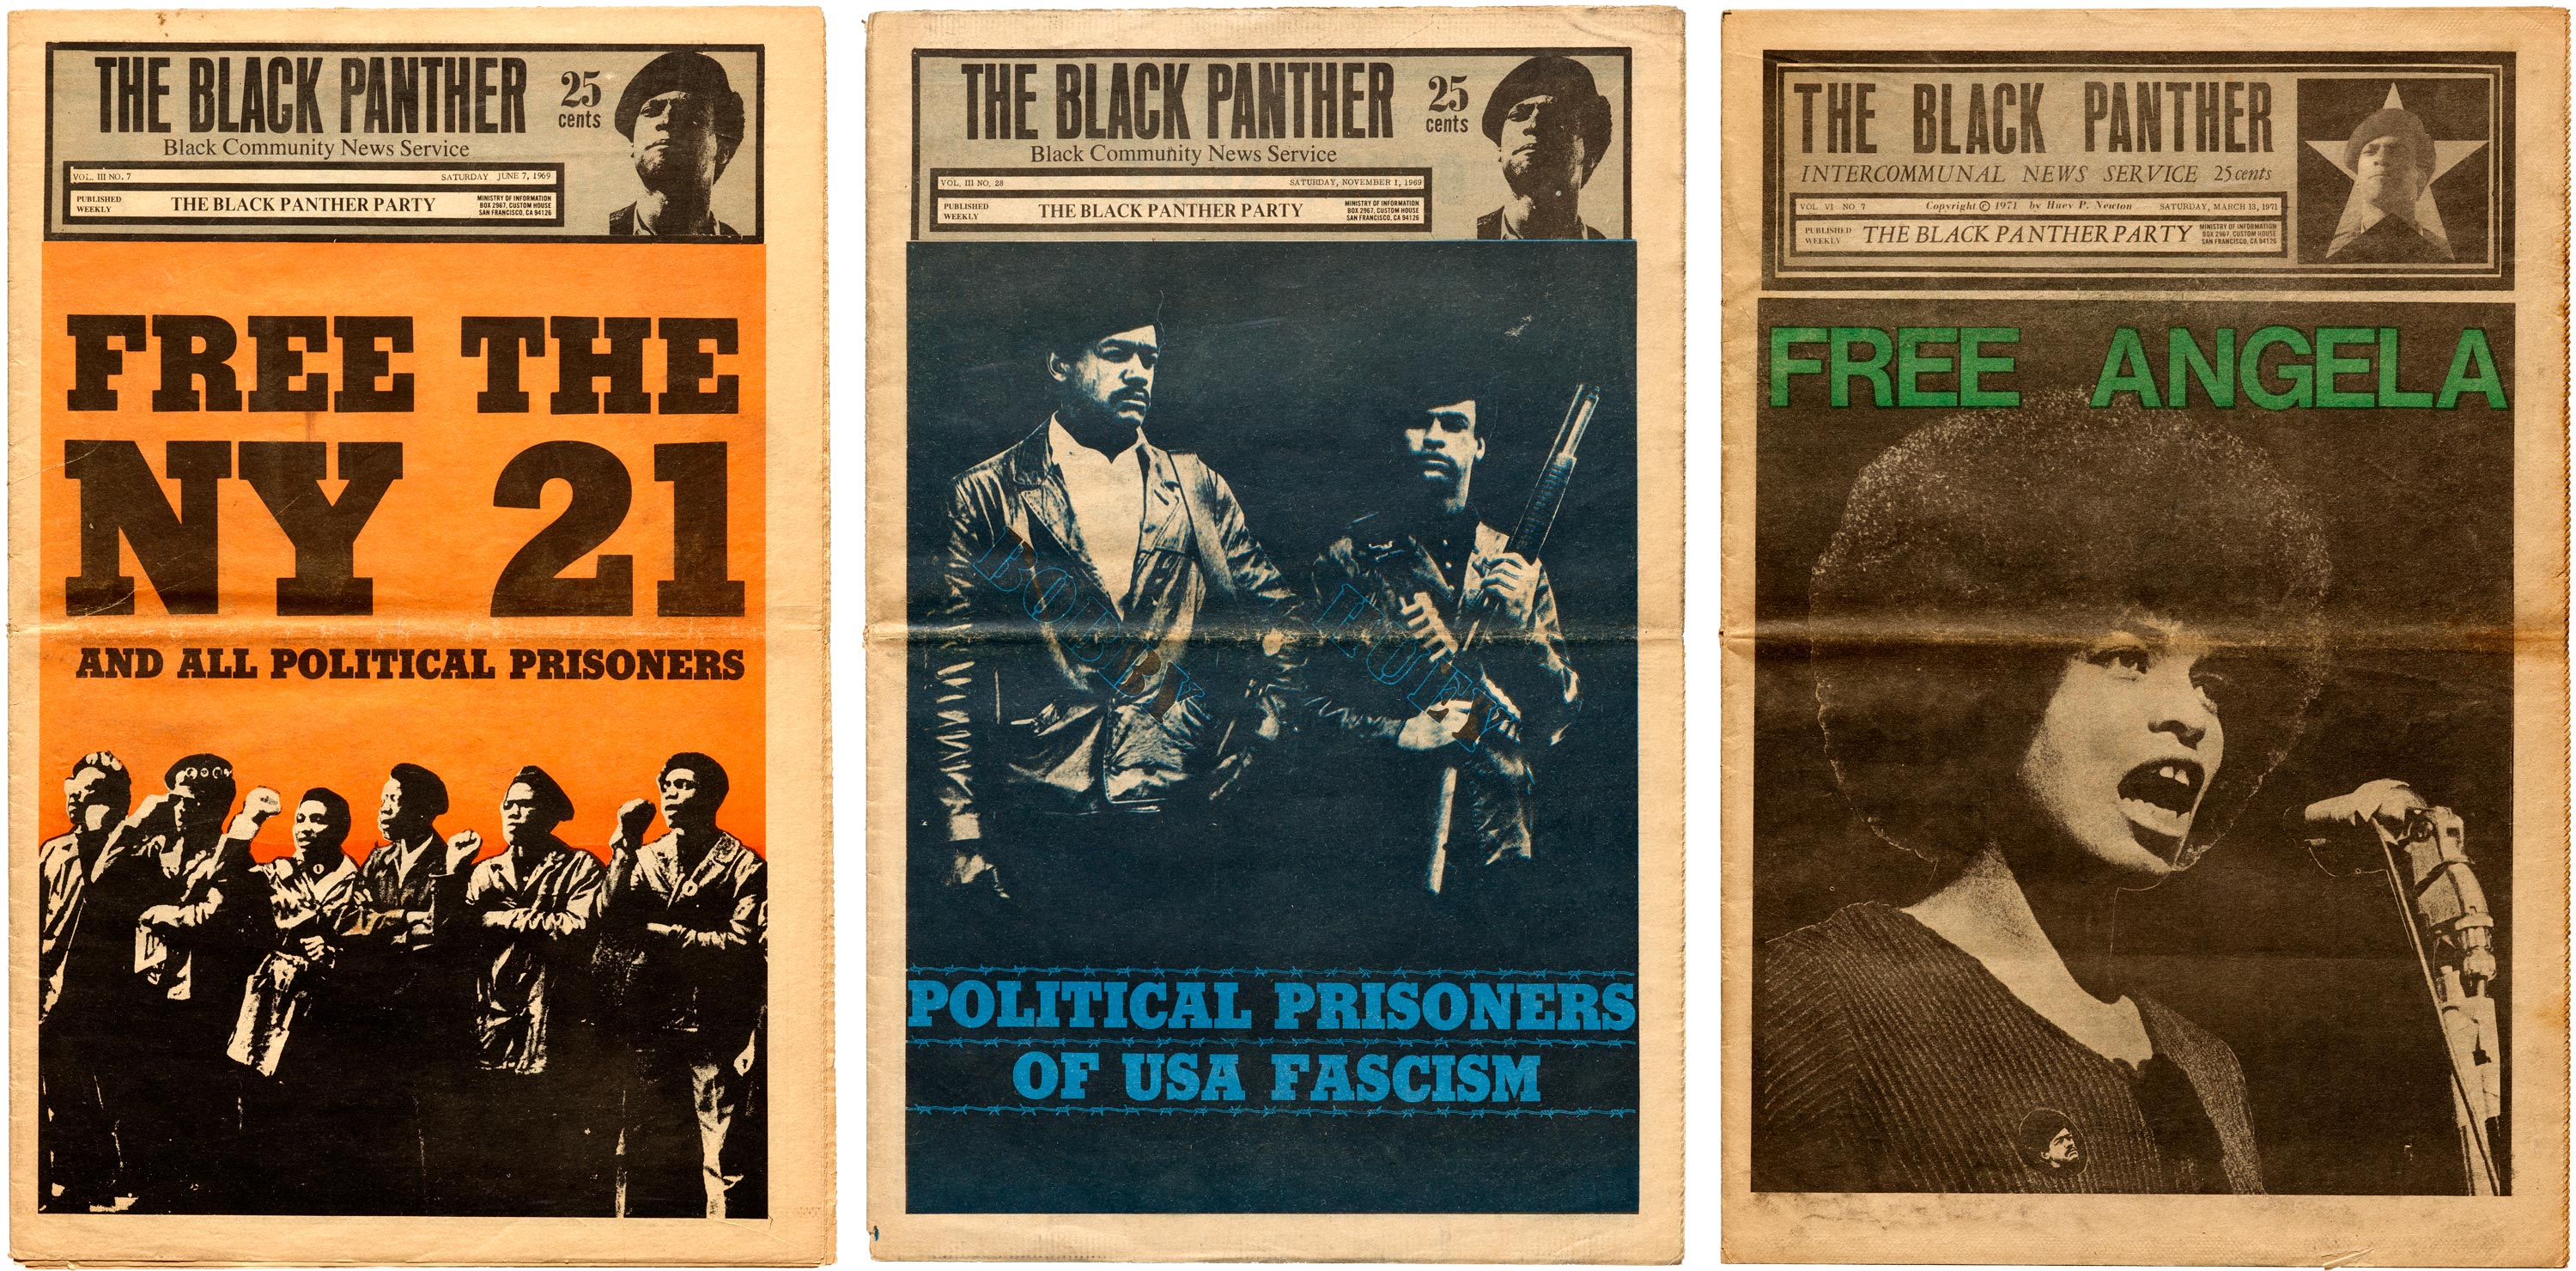 THE BLACK PANTHER
25
cents
Black Community News Service
VOL. III NO. 7
SATURDAY JUNE 7, 1969
PUBLISHED
WEEKLY
THE BLACK PANTHER PARTY
MINISTRY OF INFORMATION
BOX 2967, CUSTOM HOUSE
SAN FRANCISCO, CA 94126
FREE THE
NY 21
AND ALL POLITICAL PRISONERS
THE BLACK PANTHER
25
cents
Black Community News Service
VOL. III NO. 28
SATURDAY, NOVEMBER 1, 1969
PUBLISHED
WEEKLY
THE BLACK PANTHER PARTY
MINISTRY OF INFORMATION
BOX 2967, CUSTOM HOUSE
SAN FRANCISCO, CA 94126
BOBBY
HUEY
POLITICAL PRISONERS
OF USA FASCISM
THE BLACK PANTHER
INTERCOMMUNAL NEWS SERVICE 25 cents
VOL. VI NO 7
Copyright © 1971 by Huey P. Newton
SATURDAY, MARCH 13, 1971
PUBLISHED
WEEKLY
THE BLACK PANTHER PARTY
MINISTRY OF INFORMATION
BOX 2967, CUSTOM HOUSE
SAN FRANCISCO, CA 94126
FREE ANGELA